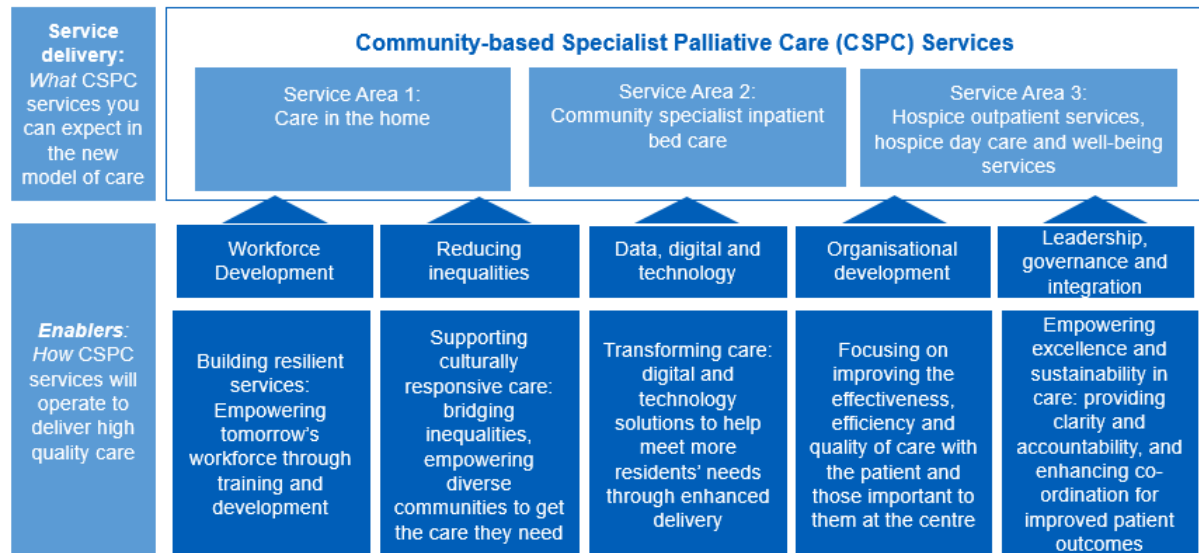 Service
delivery:
What CSPC
services you
can expect in
the new
model of care
Community-based Specialist Palliative Care (CSPC) Services
Service Area 1:
Care in the home
Service Area 2:
Community specialist inpatient
bed care
Service Area 3:
Hospice outpatient services,
hospice day care and well-being
services
Enablers:
How CSPC
services will
operate to
deliver high
quality care
Workforce
Development
Reducing
inequalities
Data, digital and
technology
Organisational
development
Leadership,
governance and
integration
Building resilient
services:
Empowering
tomorrow's
workforce through
training and
development
Supporting
culturally
responsive care:
bridging
inequalities,
empowering
diverse
communities to get
the care they need
Transforming care:
digital and
technology
solutions to help
meet more
residents' needs
through enhanced
delivery
Focusing on
improving the
effectiveness,
efficiency and
quality of care with
the patient and
those important to
them at the centre
Empowering
excellence and
sustainability in
care: providing
clarity and
accountability, and
enhancing co-
ordination for
improved patient
outcomes